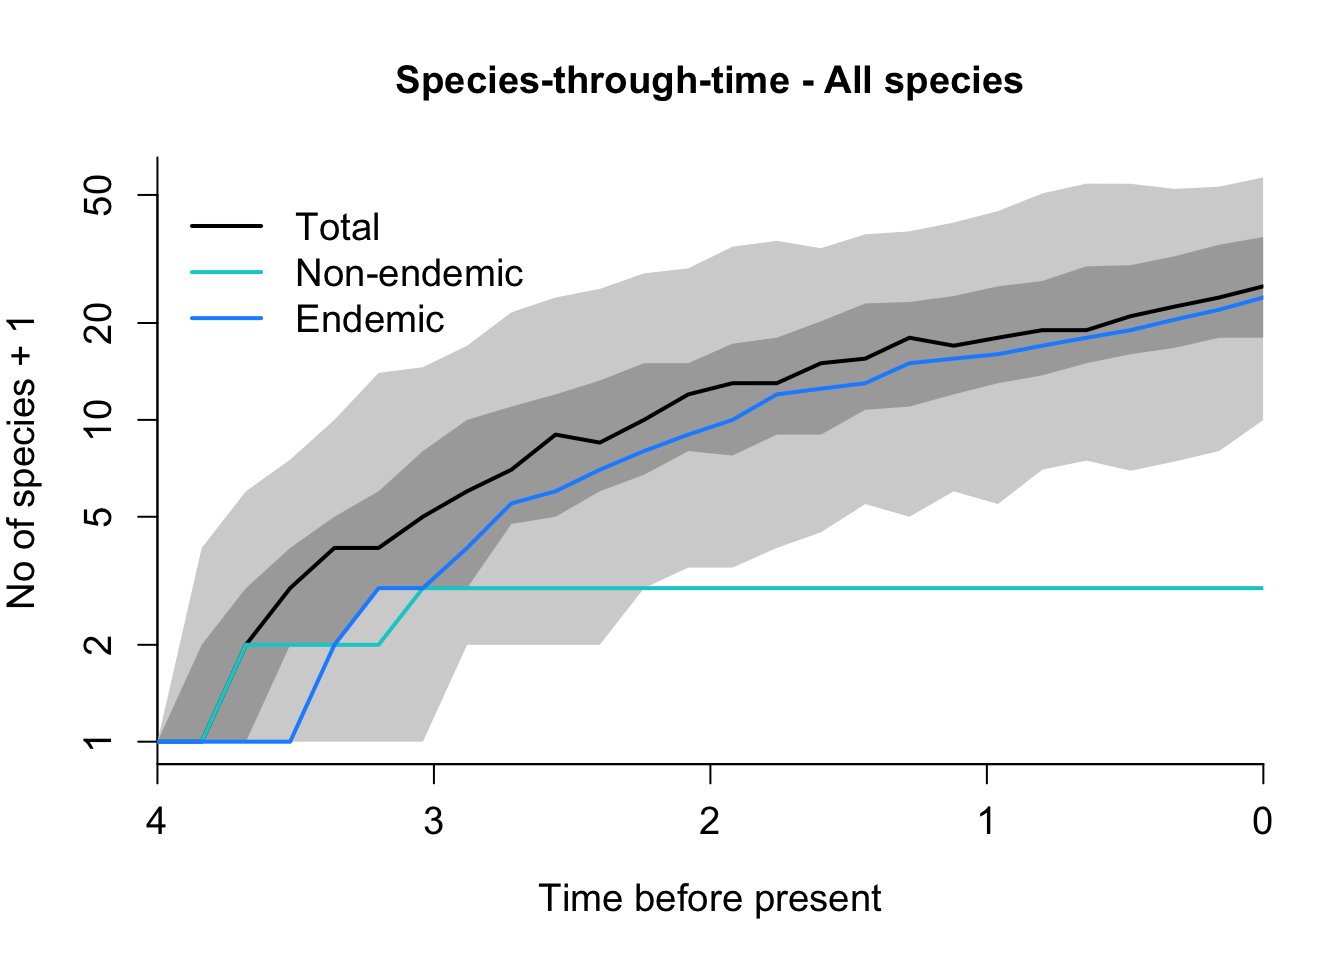 Species-through-time - All species
No of species + 1
50
20
10
5
2
1
Total
Non-endemic
Endemic
4 3 2 1 0
Time before present